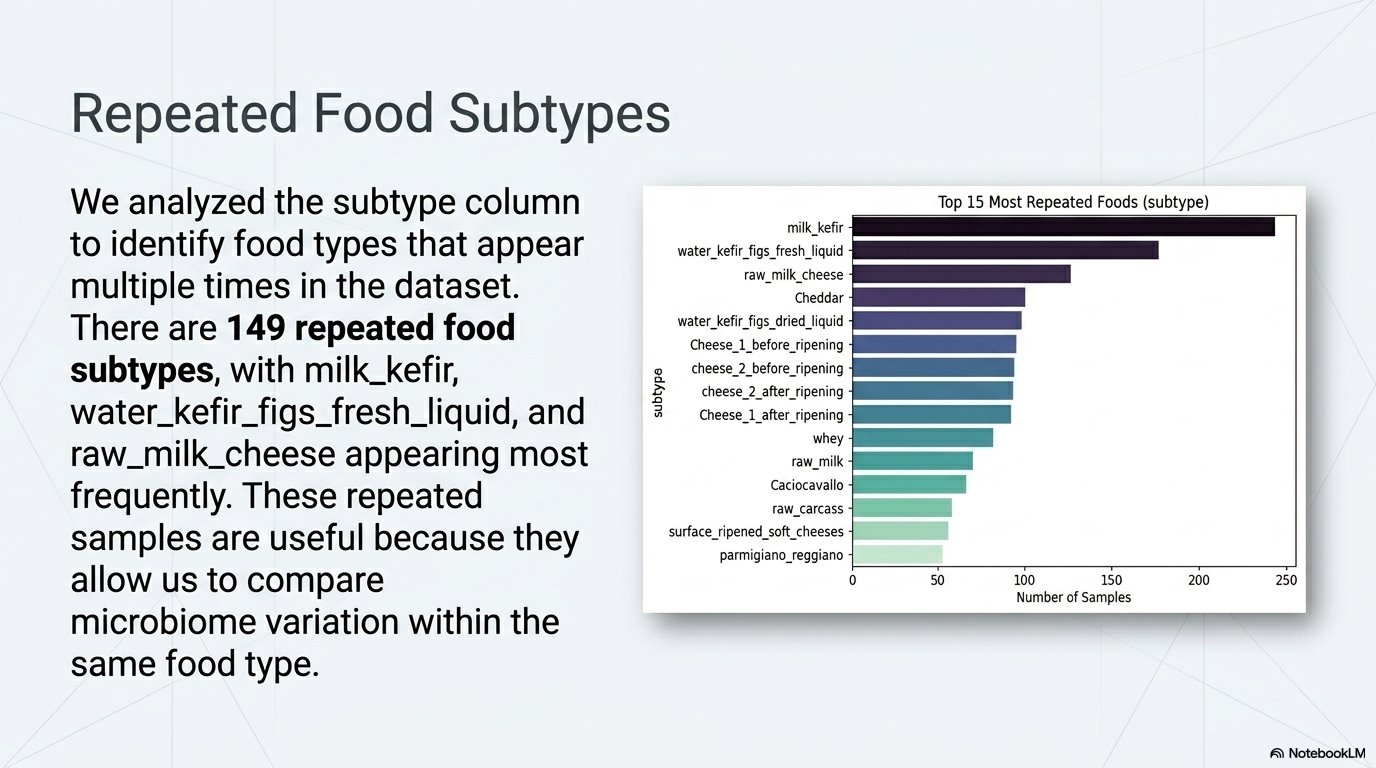 Repeated Food Subtypes
We analyzed the subtype column
to identify food types that appear
multiple times in the dataset.
There are 149 repeated food
subtypes, with milk_kefir,
water_kefir_figs_fresh_liquid, and
raw_milk_cheese appearing most
frequently. These repeated
samples are useful because they
allow us to compare
microbiome variation within the
same food type.
Top 15 Most Repeated Foods (subtype)
subtype
milk_kefir
water_kefir_figs_fresh_liquid
raw_milk_cheese
Cheddar
water_kefir_figs_dried_liquid
Cheese_1_before_ripening
cheese_2_before_ripening
cheese_2_after_ripening
Cheese_1_after_ripening
whey
raw_milk
Caciocavallo
raw_carcass
surface_ripened_soft_cheeses
parmigiano_reggiano
0 50 100 150 200 250
Number of Samples
NotebookLM